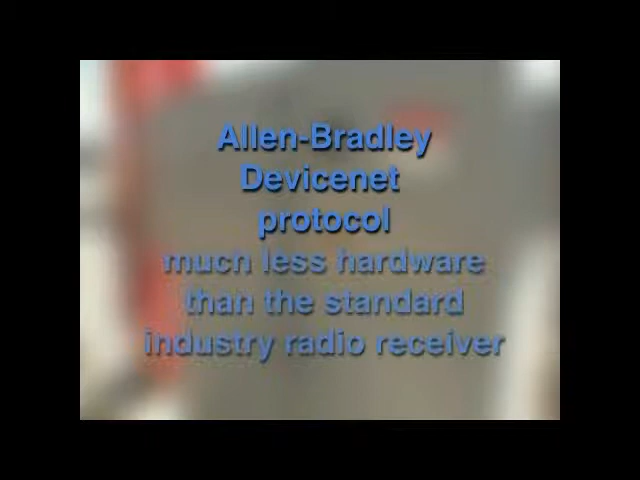 Allen-Bradley
Devicenet
protocol
much less hardware
than the standard
industry radio receiver